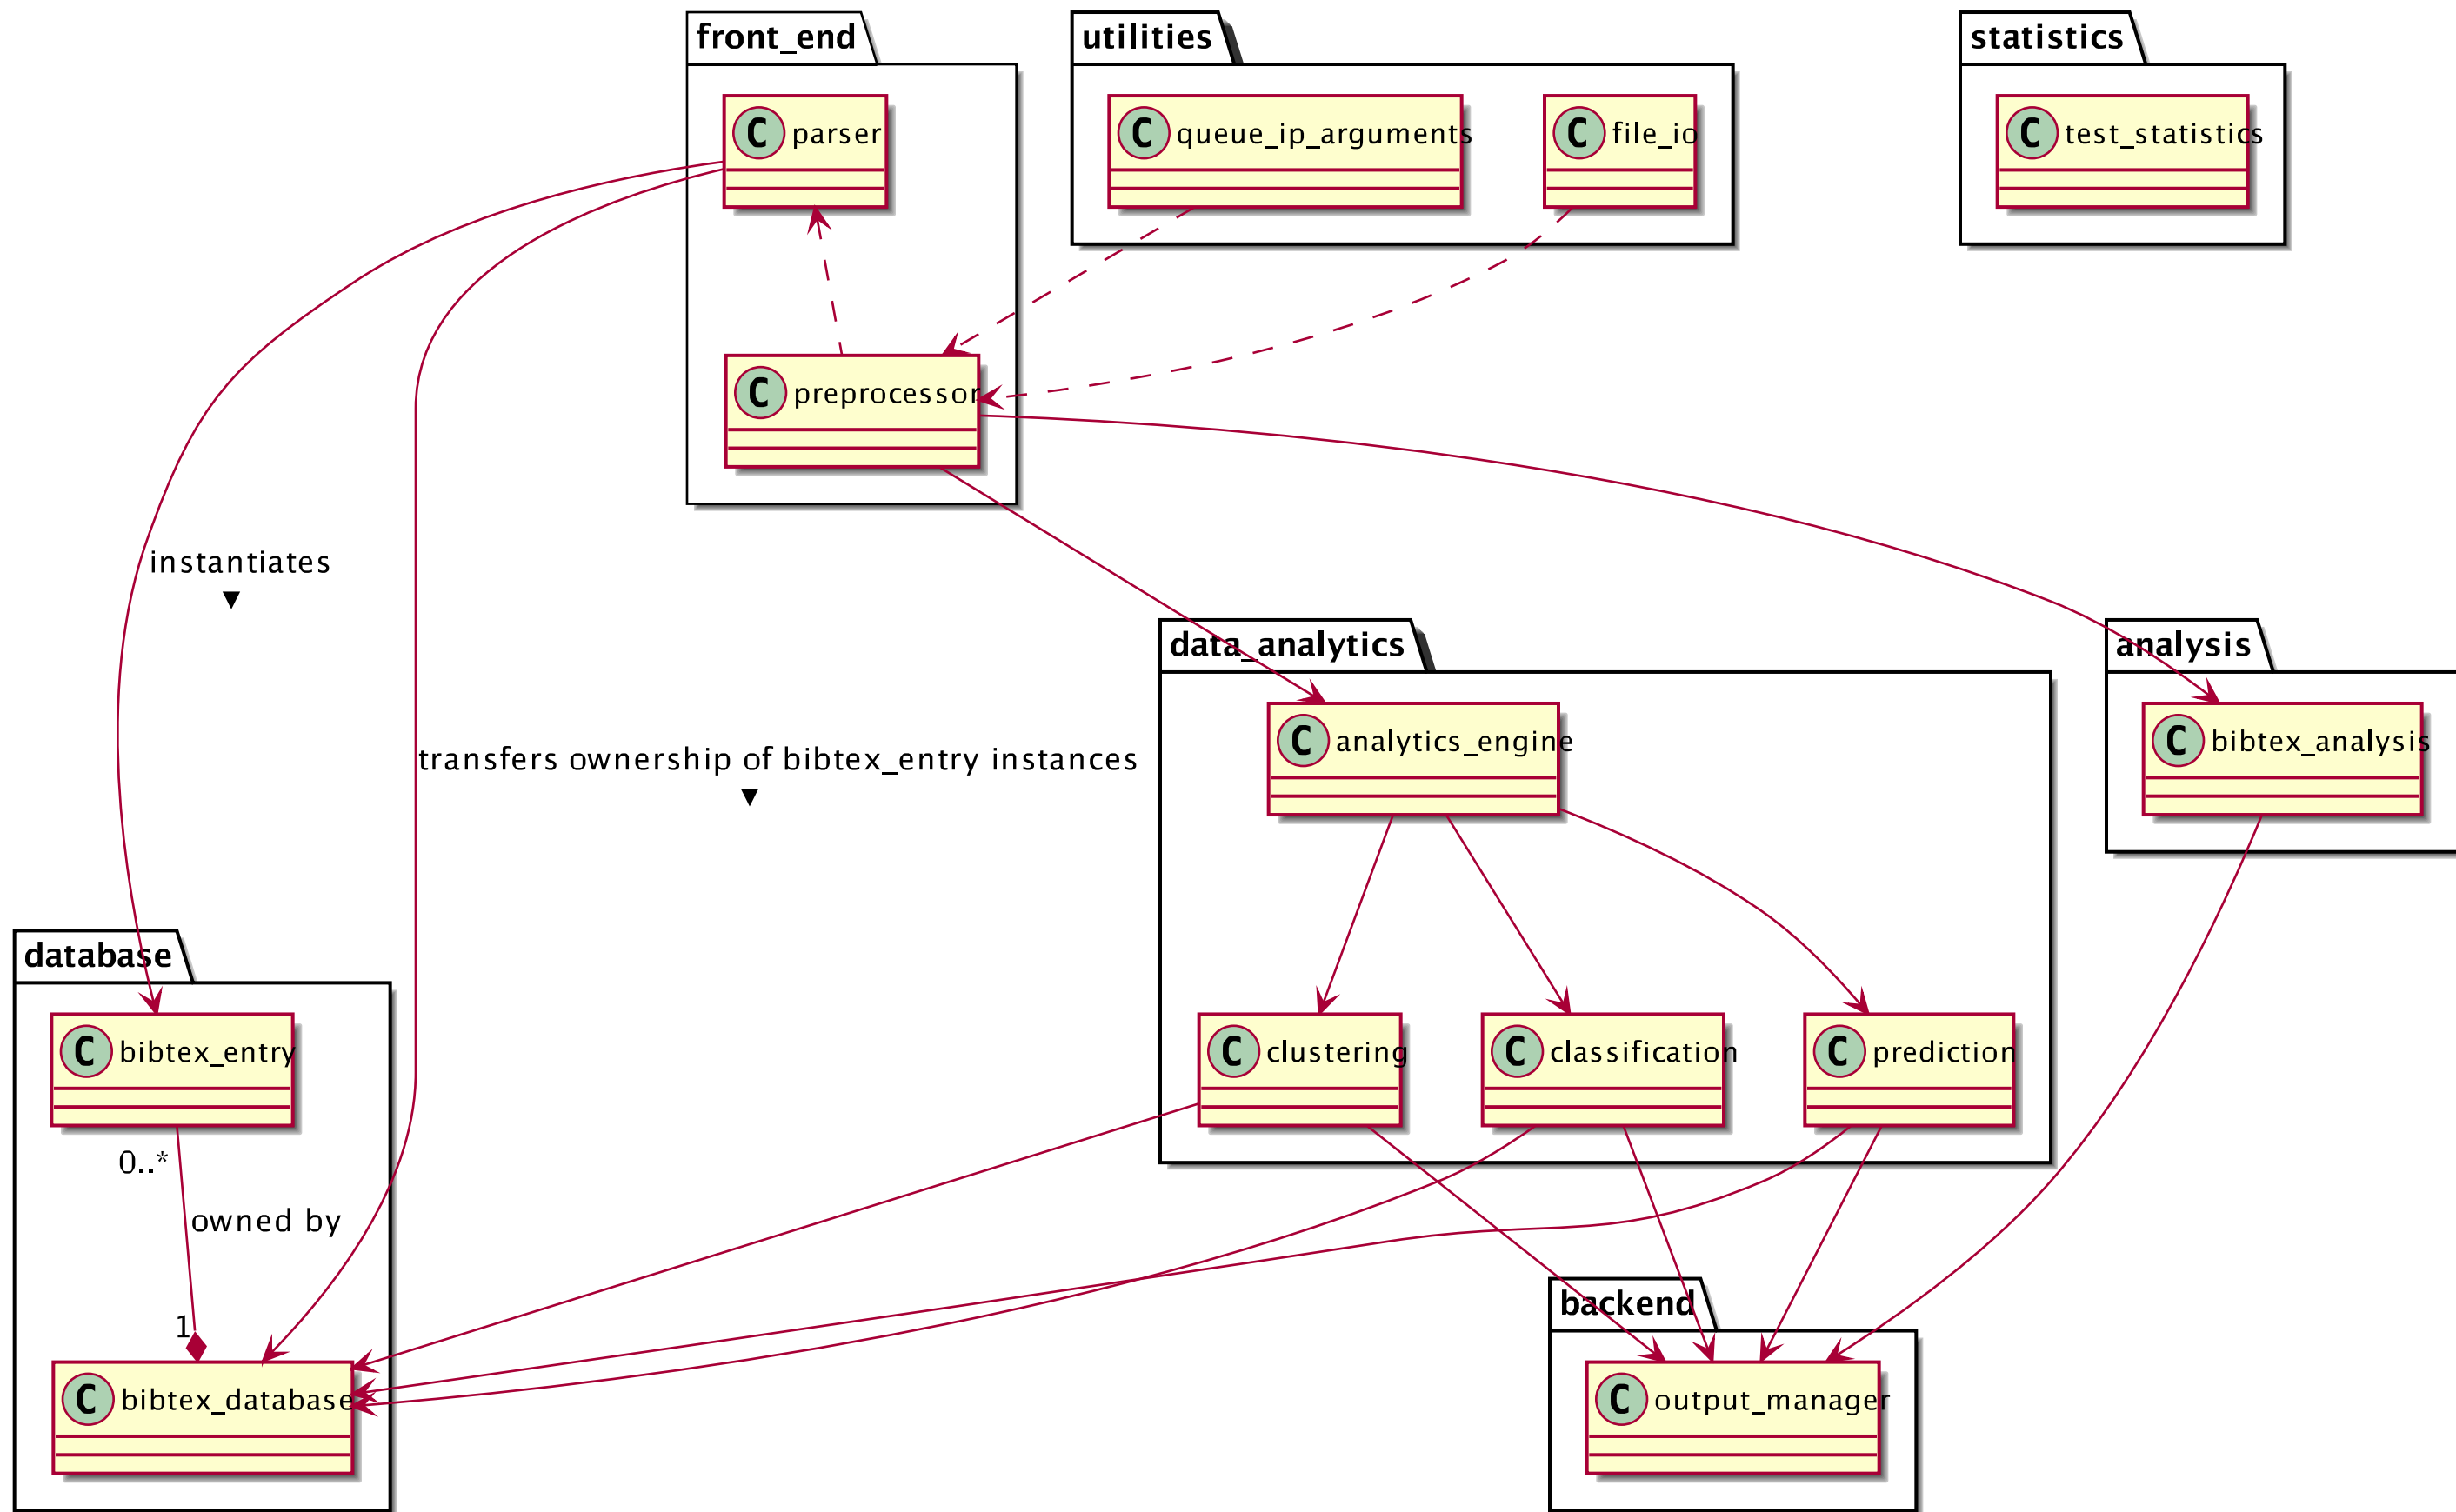 front_end
utilities
statistics
C parser
C queue_ip_arguments
C file_io
C test_statistics
C preprocessor
instantiates
▼
data_analytics
analysis
C analytics_engine
C bibtex_analysis
transfers ownership of bibtex_entry instances
▼
database
C bibtex_entry
C clustering
C classification
C prediction
0..*
owned by
1
backend
C bibtex_database
C output_manager